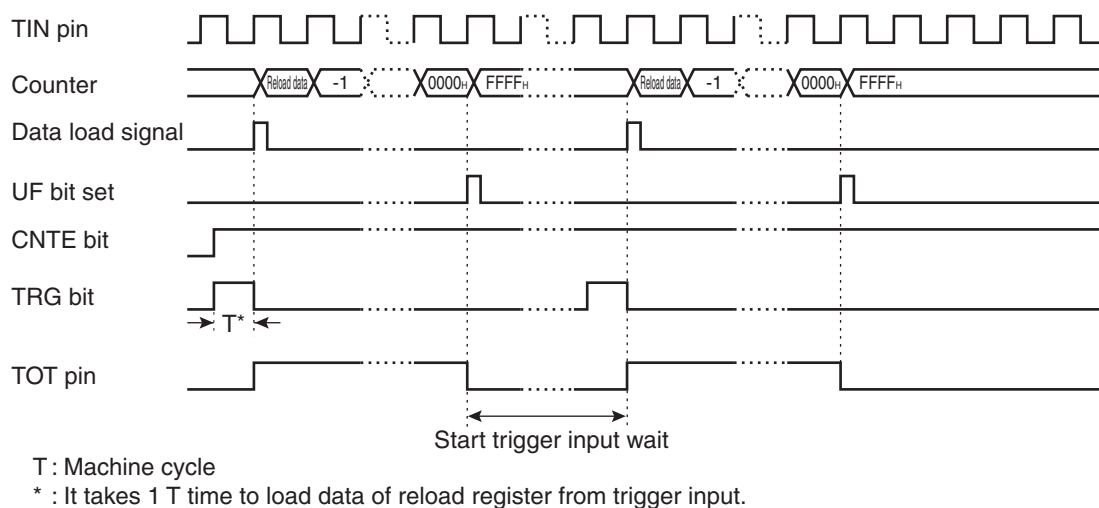 TIN pin
Counter Reload data -1 0000H FFFFH Reload data -1 0000H FFFFH
Data load signal
UF bit set
CNTE bit
TRG bit
T*
TOT pin
Start trigger input wait
T : Machine cycle
* : It takes 1 T time to load data of reload register from trigger input.